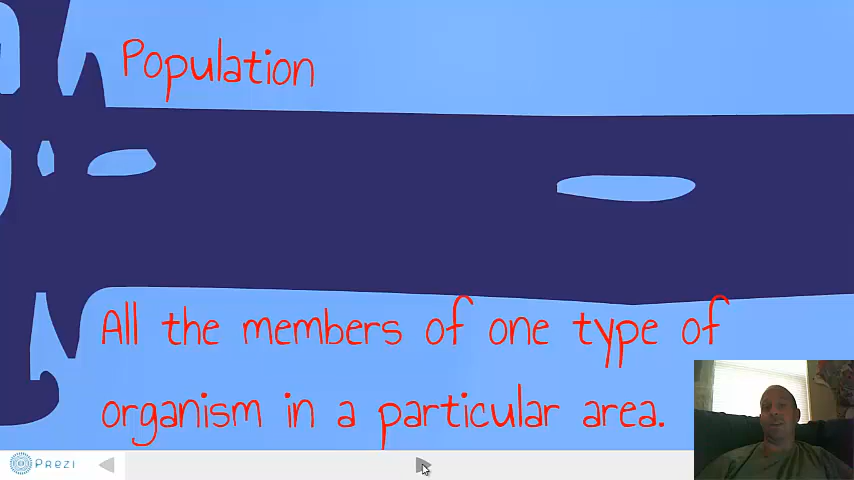 Population
All the members of one type of
organism in a particular area.
Prezi